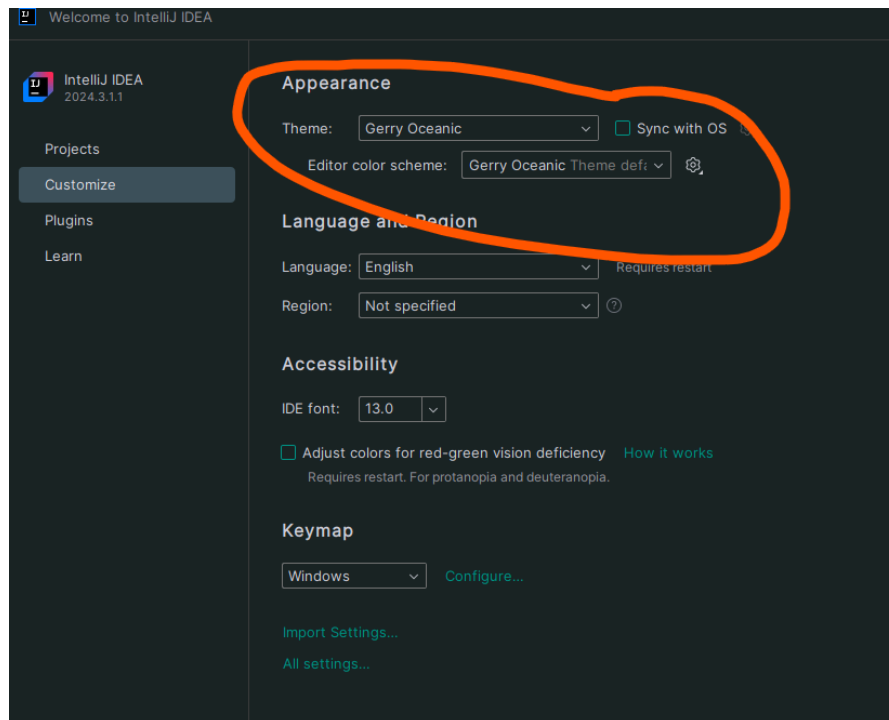 Welcome to IntelliJ IDEA
IntelliJ IDEA
2024.3.1.1
Projects
Customize
Plugins
Learn
Appearance
Theme: Gerry Oceanic Sync with OS
Editor color scheme: Gerry Oceanic Theme defa
Language and Region
Language: English Requires restart
Region: Not specified ?
Accessibility
IDE font: 13.0
Adjust colors for red-green vision deficiency How it works
Requires restart. For protanopia and deuteranopia.
Keymap
Windows Configure...
Import Settings...
All settings...